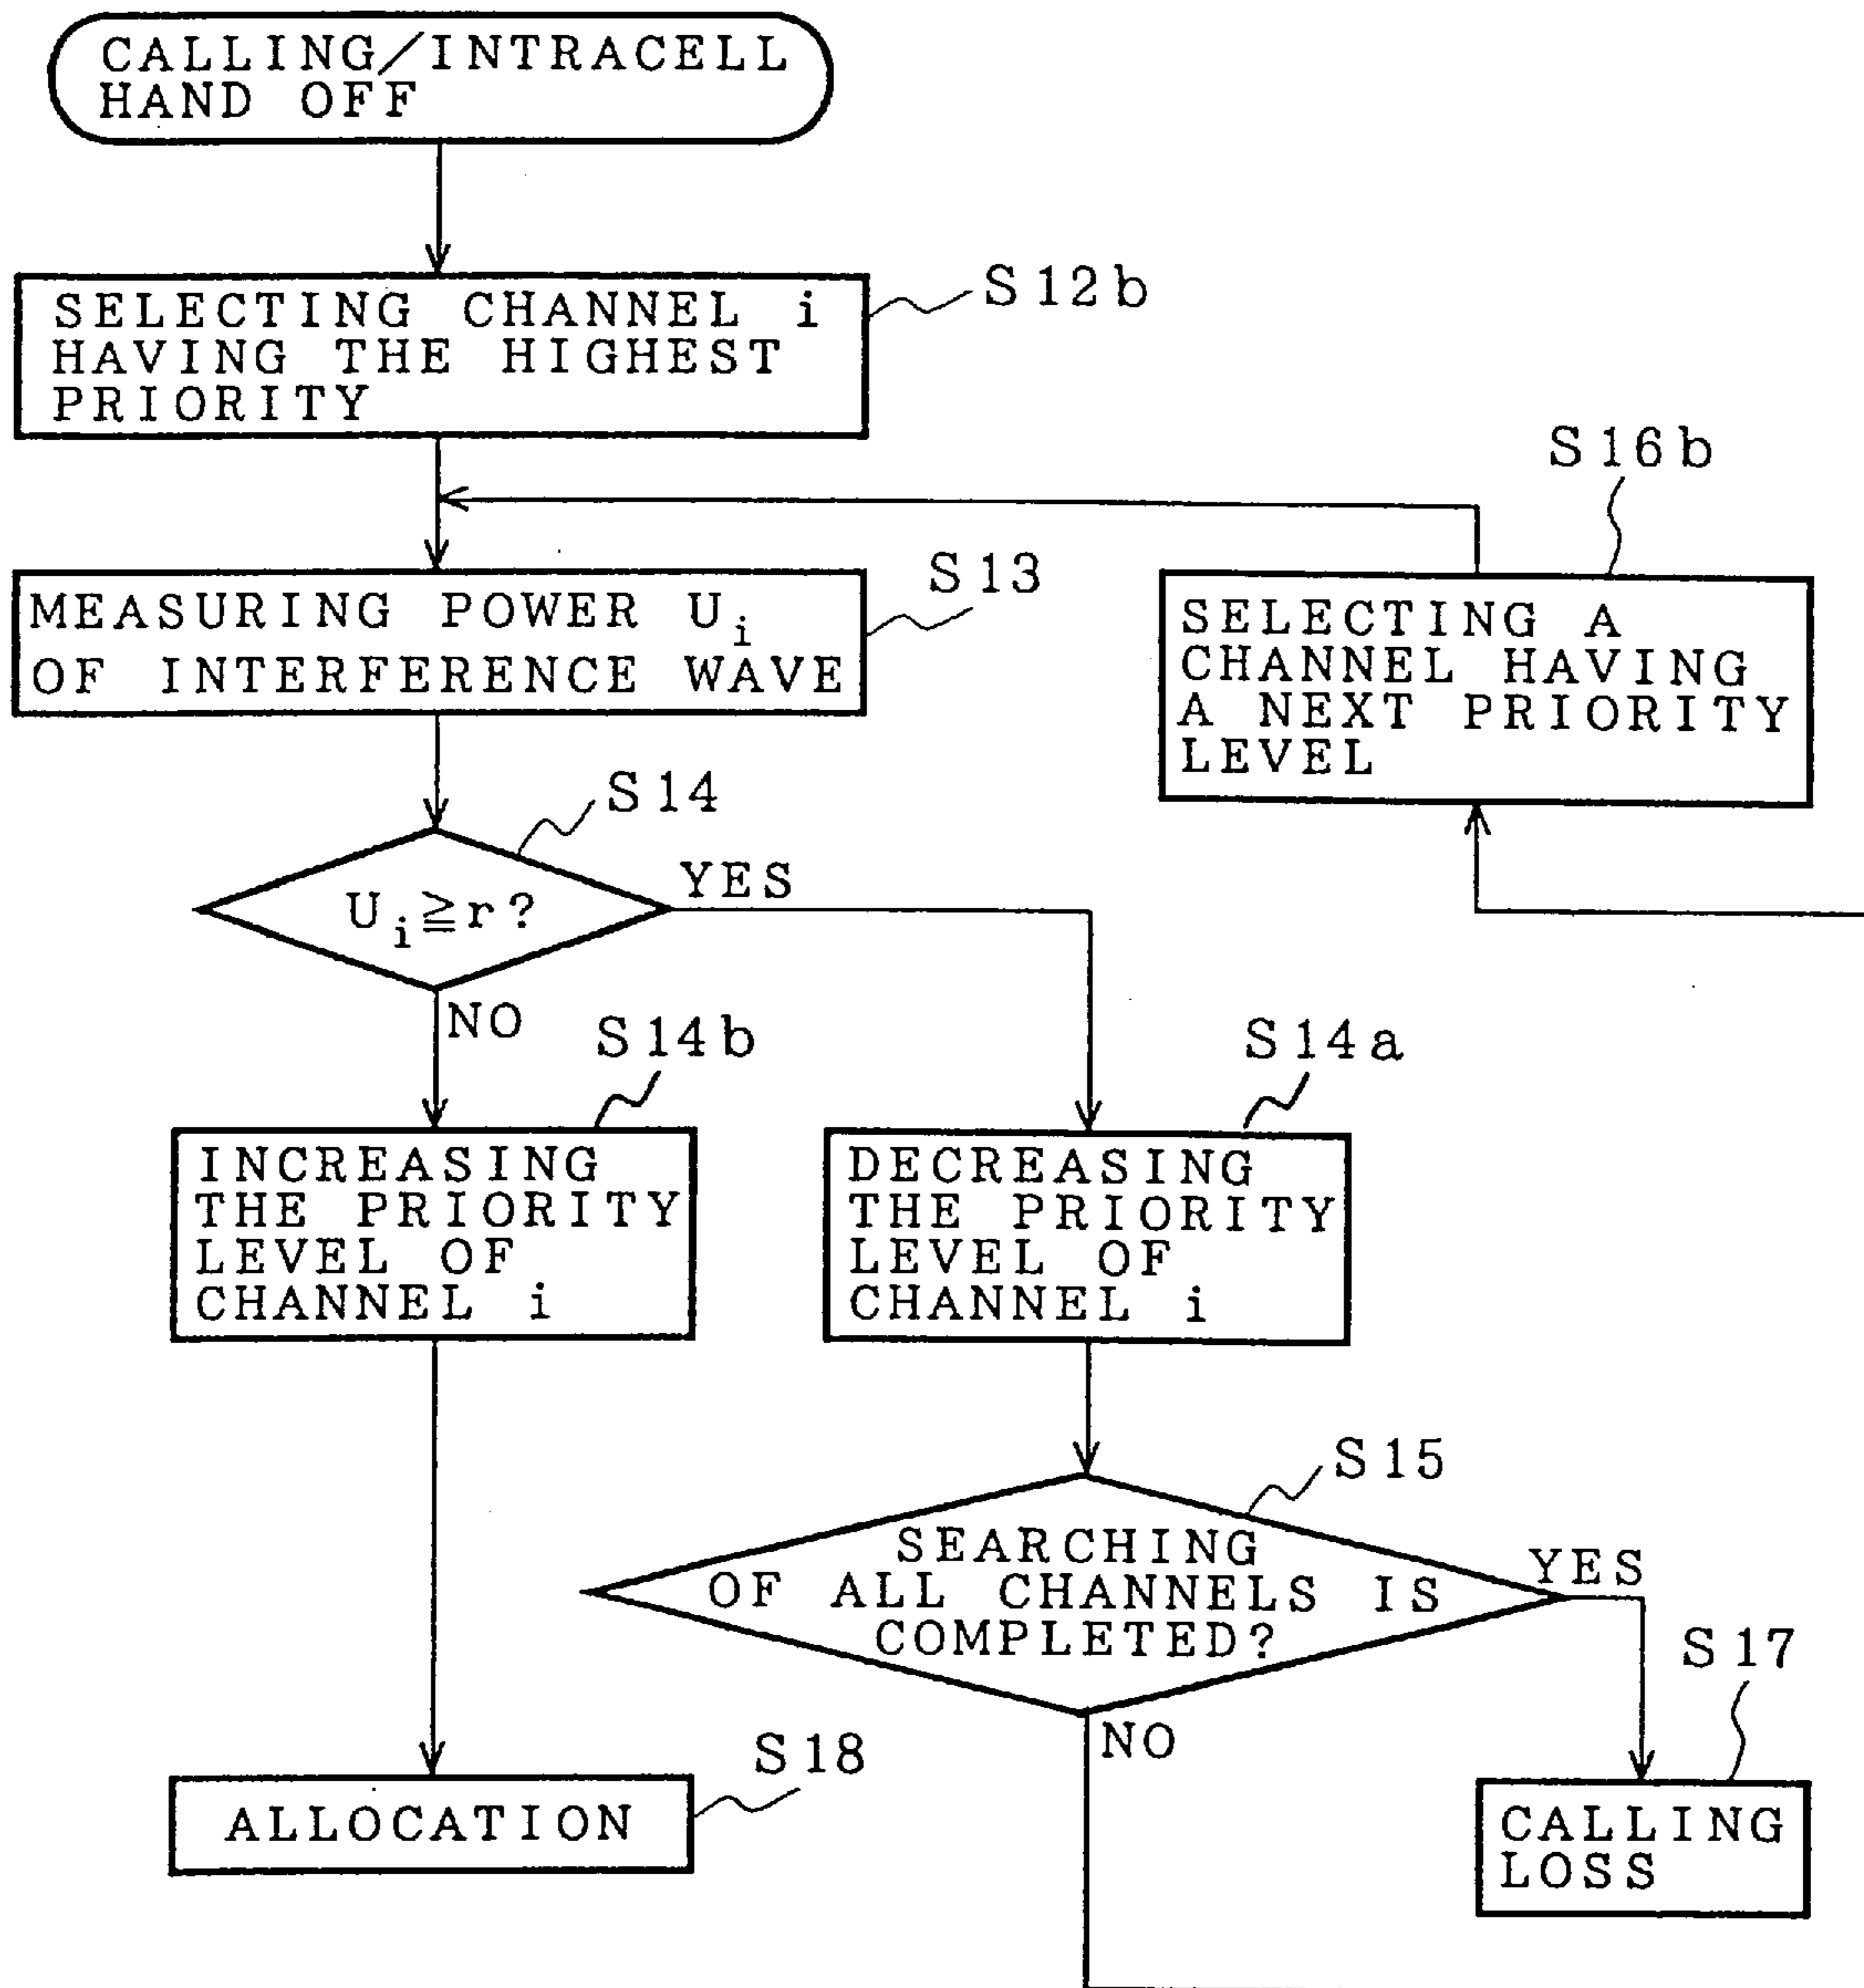 CALLING/INTRACELL
HAND OFF
SELECTING CHANNEL i
HAVING THE HIGHEST
PRIORITY
S12b
S16b
MEASURING POWER Ui
OF INTERFERENCE WAVE
S13
SELECTING A
CHANNEL HAVING
A NEXT PRIORITY
LEVEL
S14
Ui≧r?
YES
NO
S14b
S14a
INCREASING
THE PRIORITY
LEVEL OF
CHANNEL i
DECREASING
THE PRIORITY
LEVEL OF
CHANNEL i
S15
SEARCHING
OF ALL CHANNELS IS
COMPLETED?
YES
NO
S17
S18
ALLOCATION
CALLING
LOSS